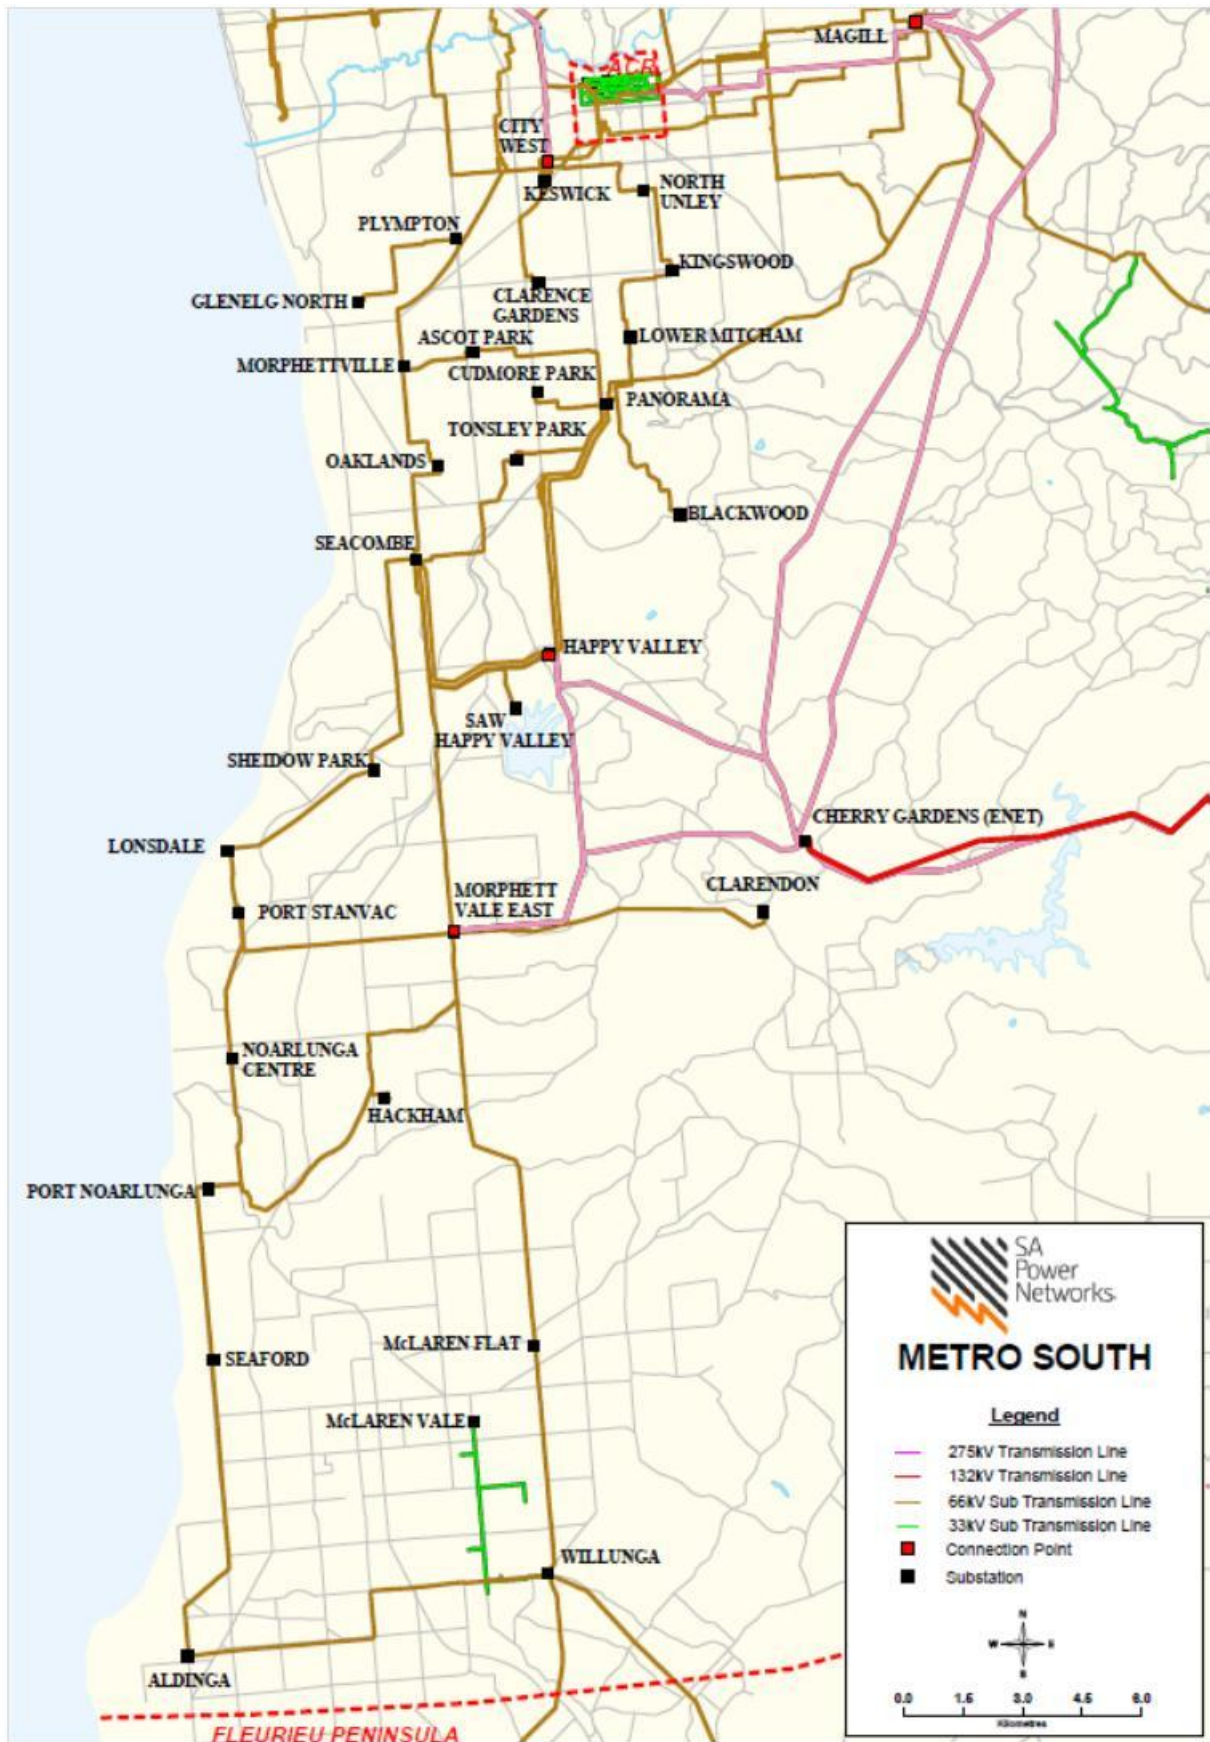 MAGILL
ACR
CITY
WEST
KESWICK
NORTH
UNLEY
PLYMPTON
KINGSWOOD
GLENELG NORTH
CLARENCE
GARDENS
ASCOT PARK
LOWER MITCHAM
MORPHETTVILLE
CUDMORE PARK
PANORAMA
TONSLEY PARK
OAKLANDS
BLACKWOOD
SEACOMBE
HAPPY VALLEY
SAW
HAPPY VALLEY
SHEIDOW PARK
CHERRY GARDENS (ENET)
LONSDALE
CLARENDON
MORPHETT
VALE EAST
PORT STANVAC
NOARLUNGA
CENTRE
HACKHAM
PORT NOARLUNGA
McLAREN FLAT
SEAFORD
McLAREN VALE
WILLUNGA
ALDINGA
FLEURIEU PENINSULA
SA
Power
Networks
METRO SOUTH
Legend
275kV Transmission Line
132kV Transmission Line
66kV Sub Transmission Line
33kV Sub Transmission Line
Connection Point
Substation
N
W E
S
0.0 1.6 3.0 4.5 6.0
Kilometres